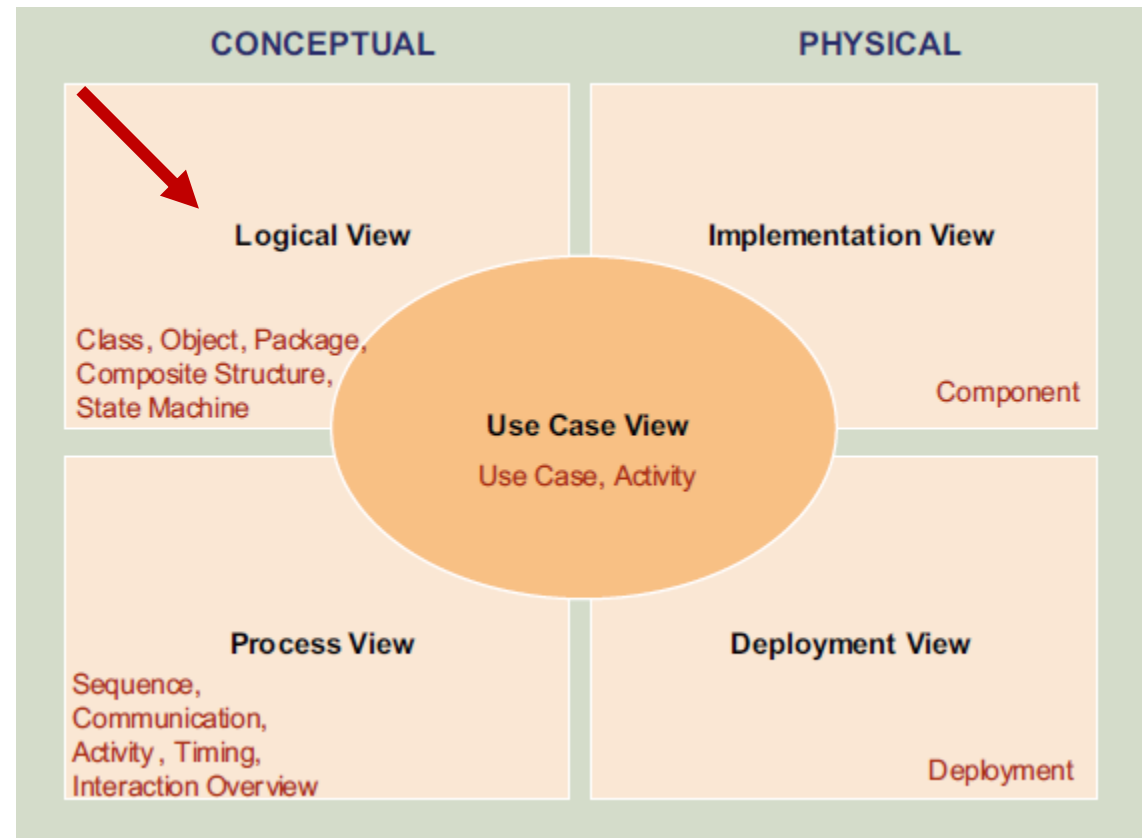 CONCEPTUAL
PHYSICAL
Logical View
Class, Object, Package,
Composite Structure,
State Machine
Implementation View
Component
Use Case View
Use Case, Activity
Process View
Sequence,
Communication,
Activity, Timing,
Interaction Overview
Deployment View
Deployment